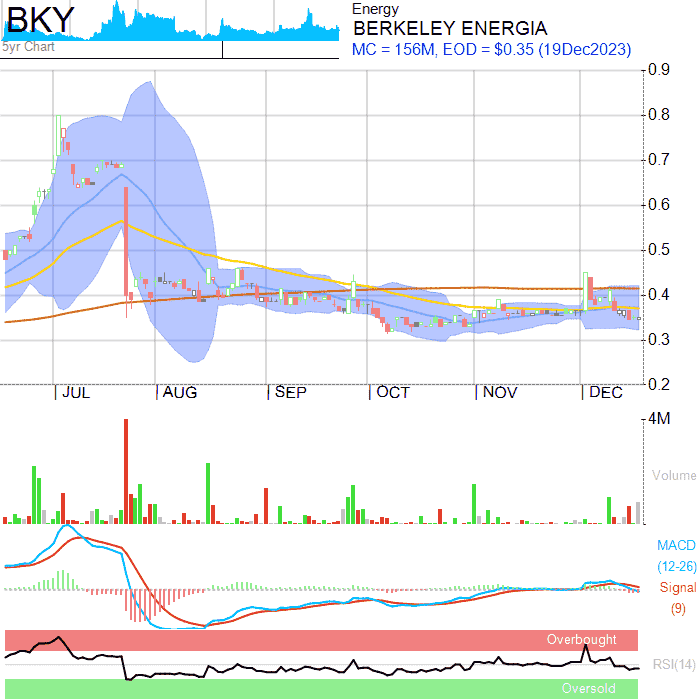 BKY
Energy
BERKELEY ENERGIA
MC = 156M, EOD = $0.35 (19Dec2023)
5yr Chart
0.9
0.8
0.7
0.6
0.5
0.4
0.3
0.2
JUL AUG SEP OCT NOV DEC
4M
Volume
MACD
(12-26)
Signal
(9)
Overbought
RSI(14)
Oversold